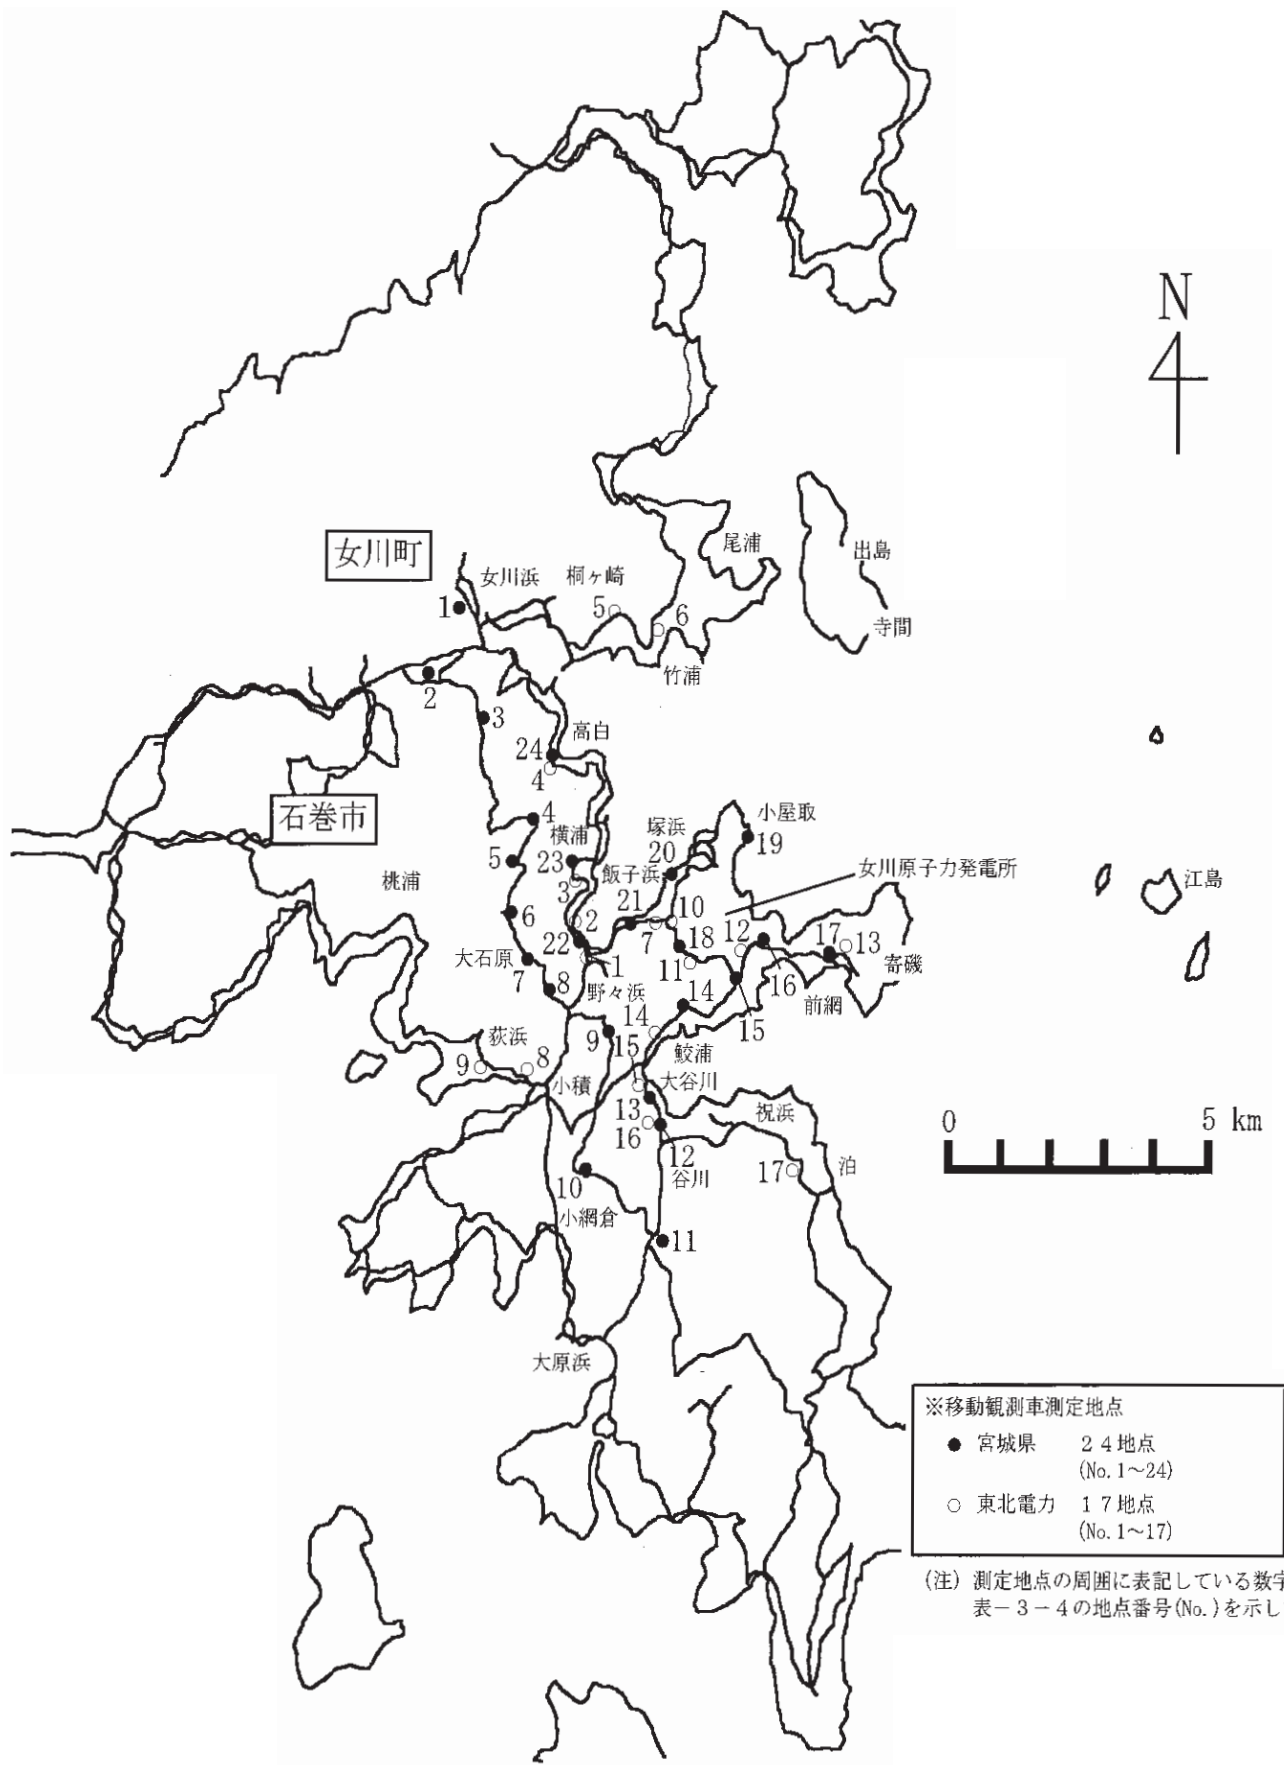 N
尾浦
女川町
出島
女川浜
桐ヶ崎
1
5
6
寺間
竹浦
2
3
高白
24
4
石巻市
4
小屋取
塚浜
19
横浦
20
5
23
飯子浜
女川原子力発電所
桃浦
3
江島
21
10
6
2
7
12
17
13
22
18
大石原
1
11
16
寄磯
7
8
野々浜
14
前網
15
9
14
荻浜
15
鮫浦
9
8
小積
大谷川
13
祝浜
0
5 km
16
12
谷川
17
泊
10
小網倉
11
大原浜
※移動観測車測定地点
● 宮城県 24地点
(No.1～24)
○ 東北電力 17地点
(No.1～17)
(注) 測定地点の周囲に表記している数字
表－3－4の地点番号(No.)を示し